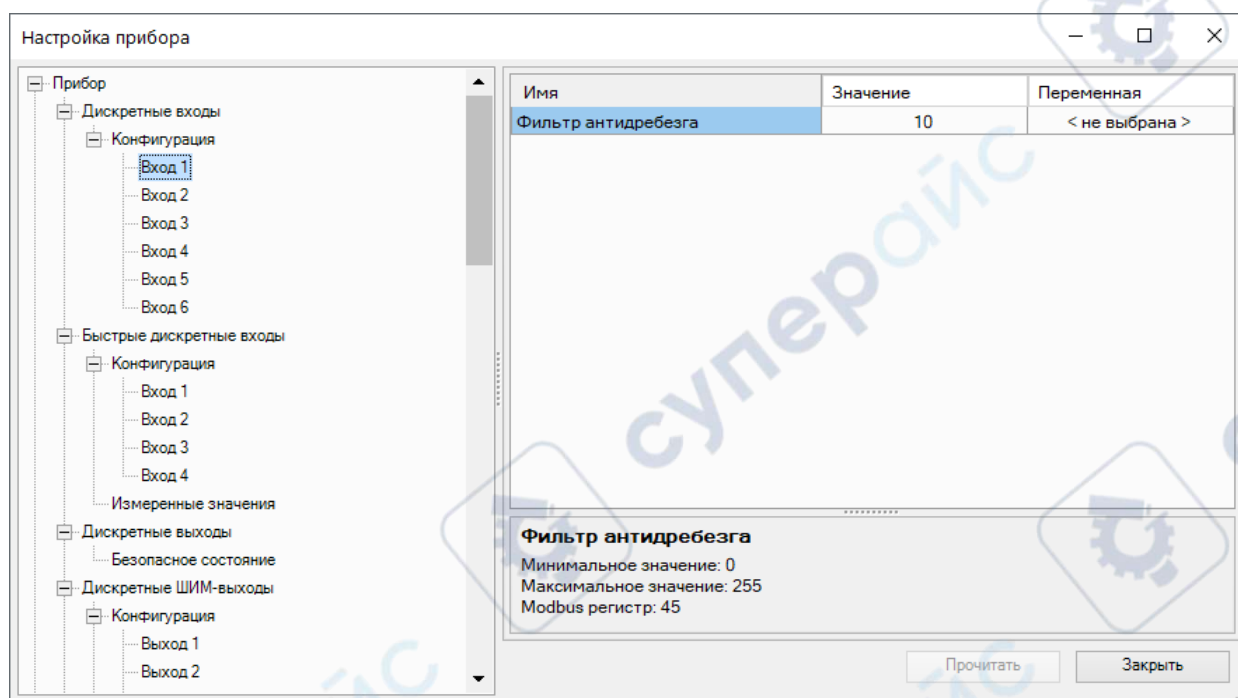 Настройка прибора
Прибор
Дискретные входы
Конфигурация
Вход 1
Вход 2
Вход 3
Вход 4
Вход 5
Вход 6
Быстрые дискретные входы
Конфигурация
Вход 1
Вход 2
Вход 3
Вход 4
Измеренные значения
Дискретные выходы
Безопасное состояние
Дискретные ШИМ-выходы
Конфигурация
Выход 1
Выход 2
Имя Значение Переменная
Фильтр антидребезга 10 < не выбрана >
Фильтр антидребезга
Минимальное значение: 0
Максимальное значение: 255
Modbus регистр: 45
Прочитать Закрыть
суперайс